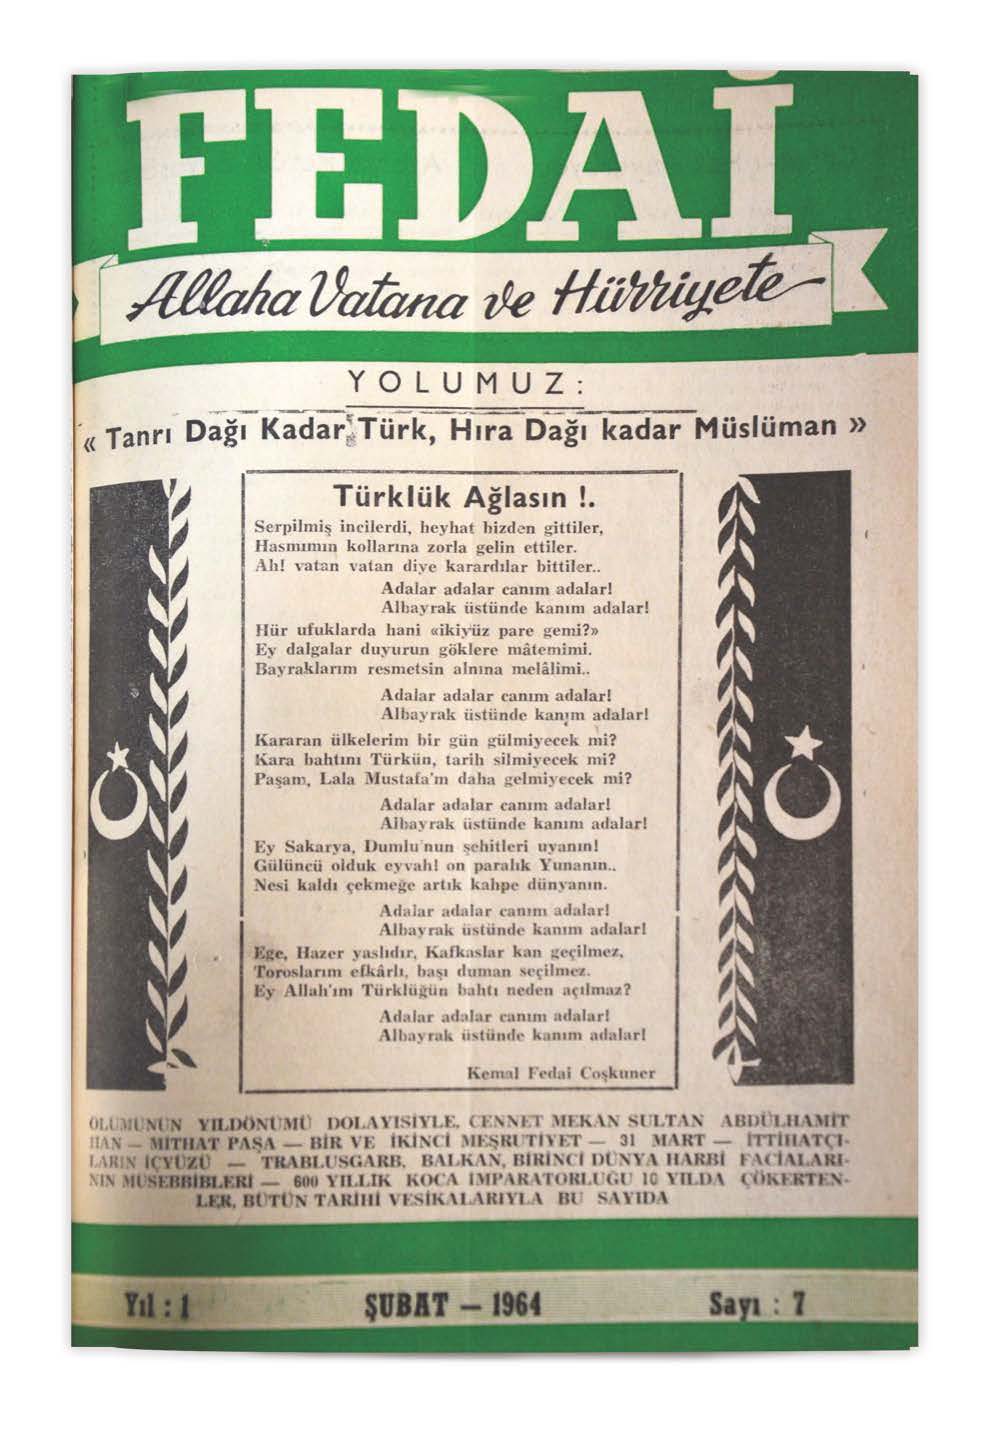 FEDAİ
Allaha Vatana ve Hürriyete
YOLUMUZ:
« Tanrı Dağı Kadar Türk, Hıra Dağı kadar Müslüman »
Türklük Ağlasın !.
Serpilmiş incilerdi, heyhat bizden gittiler,
Hasmımın kollarına zorla gelin ettiler.
Ah! vatan vatan diye karardılar bittiler..
Adalar adalar canım adalar!
Albayrak üstünde kanım adalar!
Hür ufuklarda hani «ikiyüz pare gemi?»
Ey dalgalar duyurun göklere mâtemimi.
Bayraklarım resmetsin alnına melâlimi..
Adalar adalar canım adalar!
Albayrak üstünde kanım adalar!
Kararan ülkelerim bir gün gülmiyecek mi?
Kara bahtını Türkün, tarih silmiyecek mi?
Paşam, Lala Mustafa'm daha gelmiyecek mi?
Adalar adalar canım adalar!
Albayrak üstünde kanım adalar!
Ey Sakarya, Dumlu'nun şehitleri uyanın!
Gülüncü olduk eyvah! on paralık Yunanın..
Nesi kaldı çekmeğe artık kahpe dünyanın.
Adalar adalar canım adalar!
Albayrak üstünde kanım adalar!
Ege, Hazer yaslıdır, Kafkaslar kan geçilmez,
Toroslarım efkârlı, başı duman seçilmez.
Ey Allah'ım Türklüğün bahtı neden açılmaz?
Adalar adalar canım adalar!
Albayrak üstünde kanım adalar!
Kemal Fedai Coşkuner
ÖLÜMÜNÜN YILDÖNÜMÜ DOLAYISİYLE, CENNET MEKAN SULTAN ABDÜLHAMİT
HAN — MİTHAT PAŞA — BİR VE İKİNCİ MEŞRUTİYET — 31 MART — İTTİHATÇI-
LARIN İÇYÜZÜ — TRABLUSGARB, BALKAN, BİRİNCİ DÜNYA HARBİ FACİALARI-
NIN MÜSEBBİBLERİ — 600 YILLIK KOCA İMPARATORLUĞU 10 YILDA ÇÖKERTEN-
LER, BÜTÜN TARİHİ VESİKALARIYLA BU SAYIDA
Yıl : 1 ŞUBAT — 1964 Sayı : 7